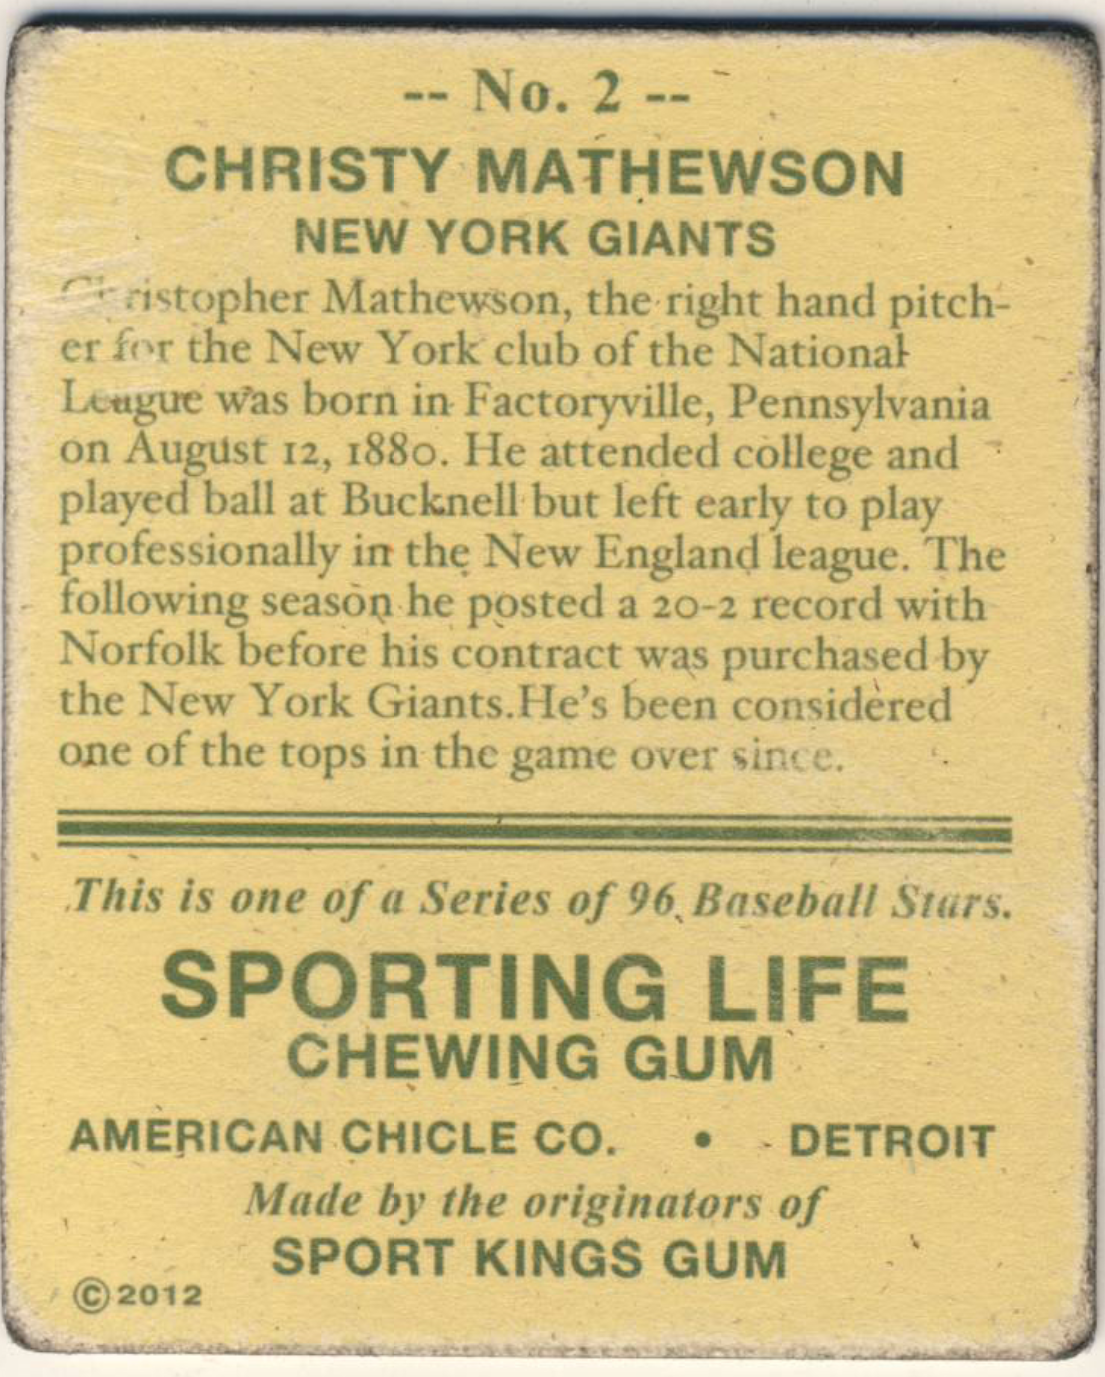 -- No. 2 --
CHRISTY MATHEWSON
NEW YORK GIANTS
Christopher Mathewson, the right hand pitch-
er for the New York club of the National
League was born in Factoryville, Pennsylvania
on August 12, 1880. He attended college and
played ball at Bucknell but left early to play
professionally in the New England league. The
following season he posted a 20-2 record with
Norfolk before his contract was purchased by
the New York Giants.He's been considered
one of the tops in the game over since.
This is one of a Series of 96 Baseball Stars.
SPORTING LIFE
CHEWING GUM
AMERICAN CHICLE CO. • DETROIT
Made by the originators of
SPORT KINGS GUM
©2012